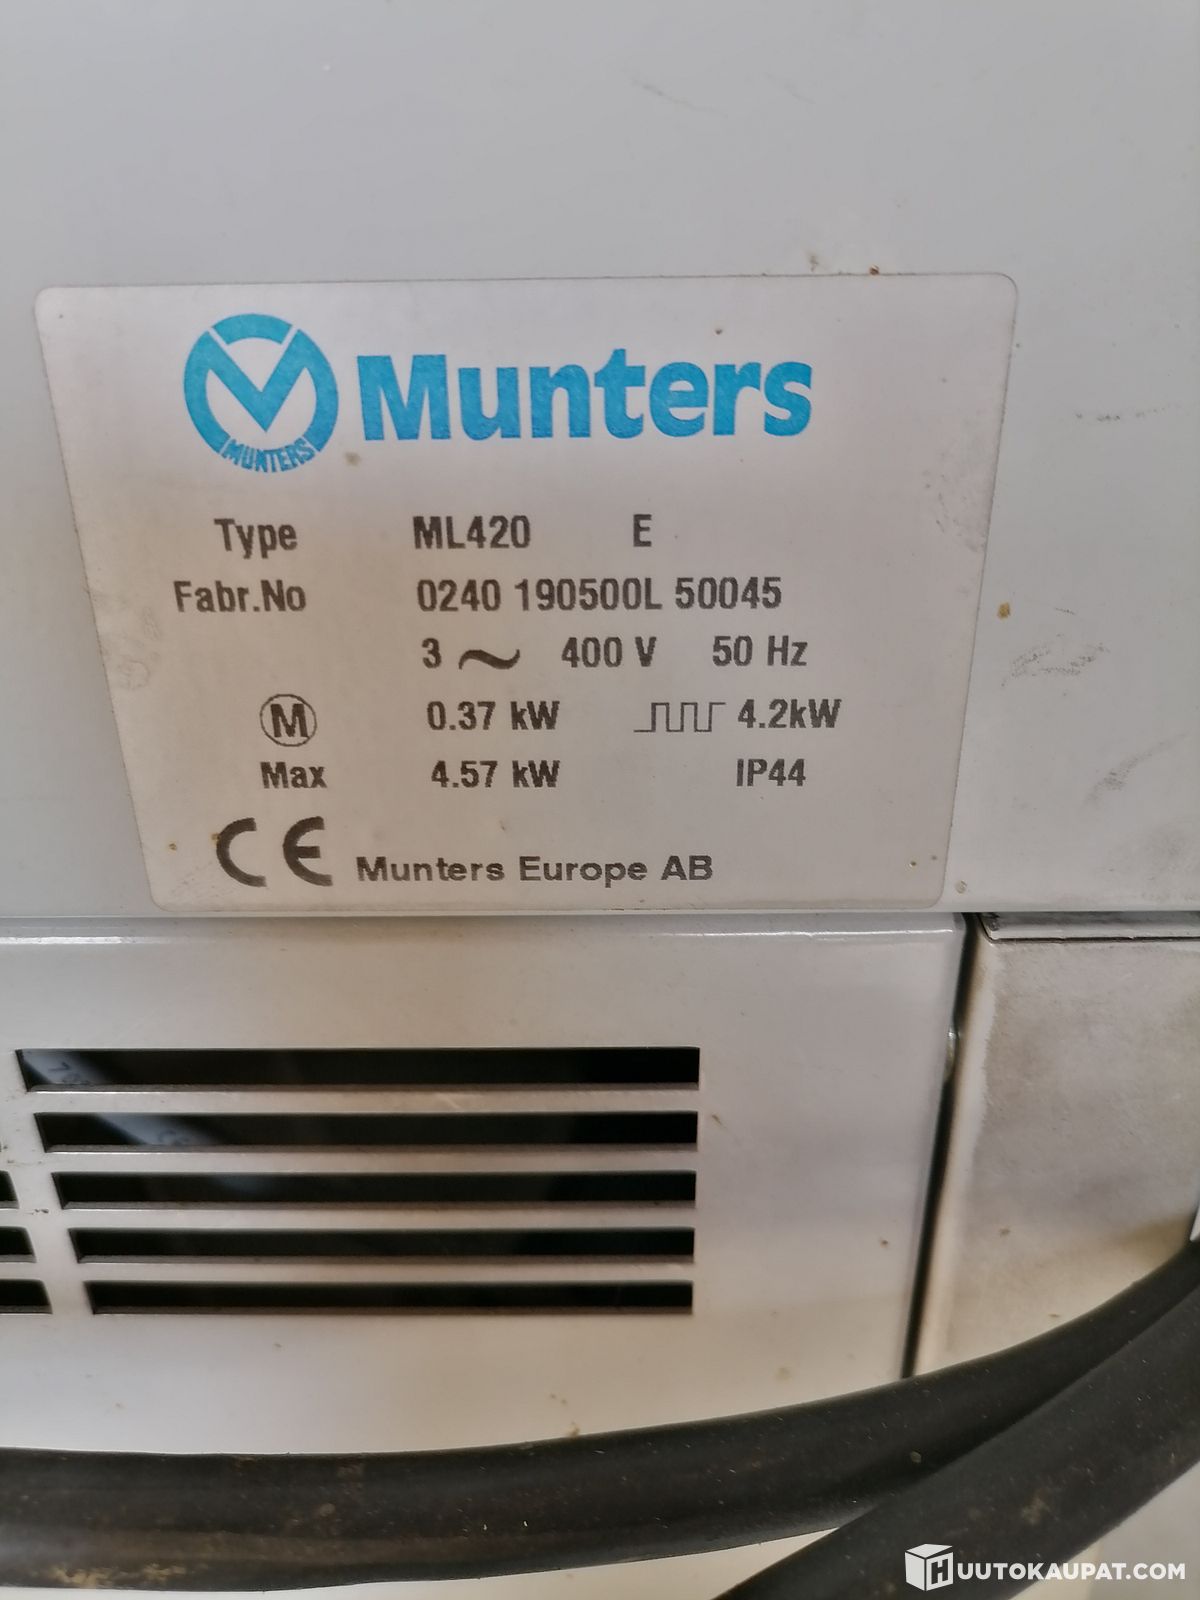 MUNTERS
Munters
Type ML420 E
Fabr.No 0240 190500L 50045
3 ~ 400 V 50 Hz
M 0.37 kW 4.2kW
Max 4.57 kW IP44
CE Munters Europe AB
HUUTOKAUPAT.COM